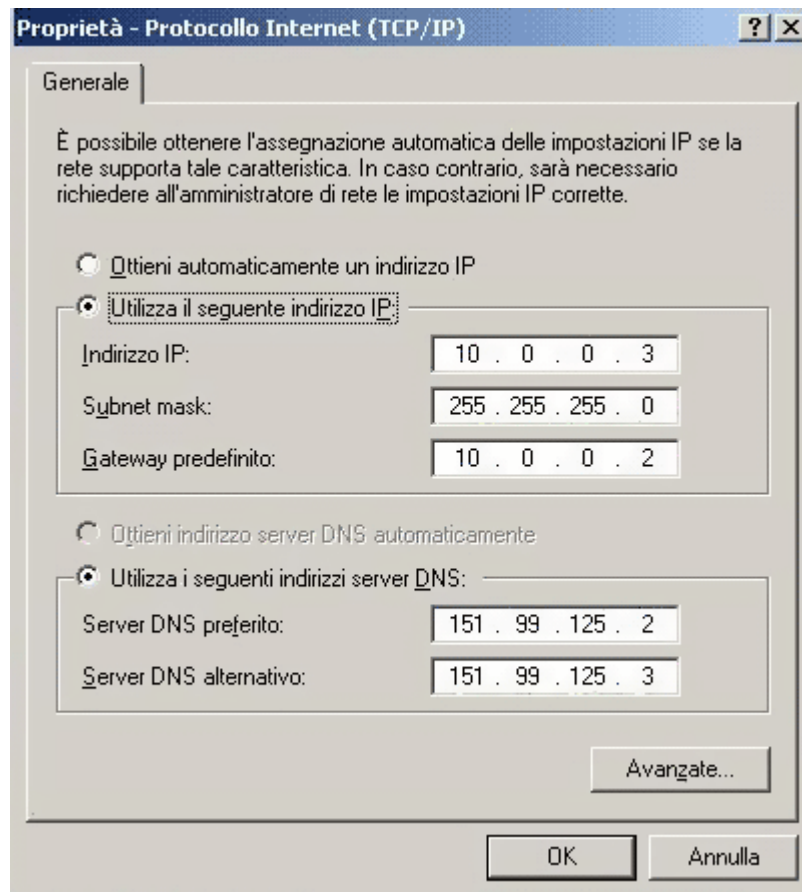 Proprietà - Protocollo Internet (TCP/IP)
Generale
È possibile ottenere l'assegnazione automatica delle impostazioni IP se la
rete supporta tale caratteristica. In caso contrario, sarà necessario
richiedere all'amministratore di rete le impostazioni IP corrette.
Ottieni automaticamente un indirizzo IP
Utilizza il seguente indirizzo IP:
Indirizzo IP: 10 . 0 . 0 . 3
Subnet mask: 255 . 255 . 255 . 0
Gateway predefinito: 10 . 0 . 0 . 2
Ottieni indirizzo server DNS automaticamente
Utilizza i seguenti indirizzi server DNS:
Server DNS preferito: 151 . 99 . 125 . 2
Server DNS alternativo: 151 . 99 . 125 . 3
Avanzate...
OK Annulla